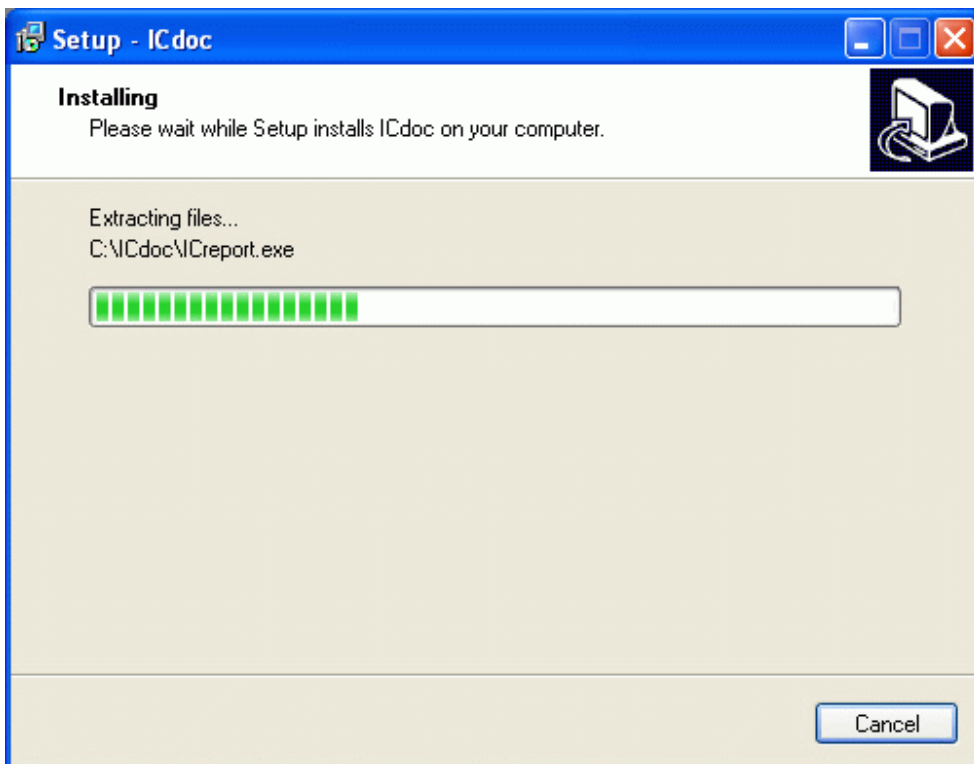 Setup - ICdoc
Installing
Please wait while Setup installs ICdoc on your computer.
Extracting files...
C:\ICdoc\ICreport.exe
Cancel